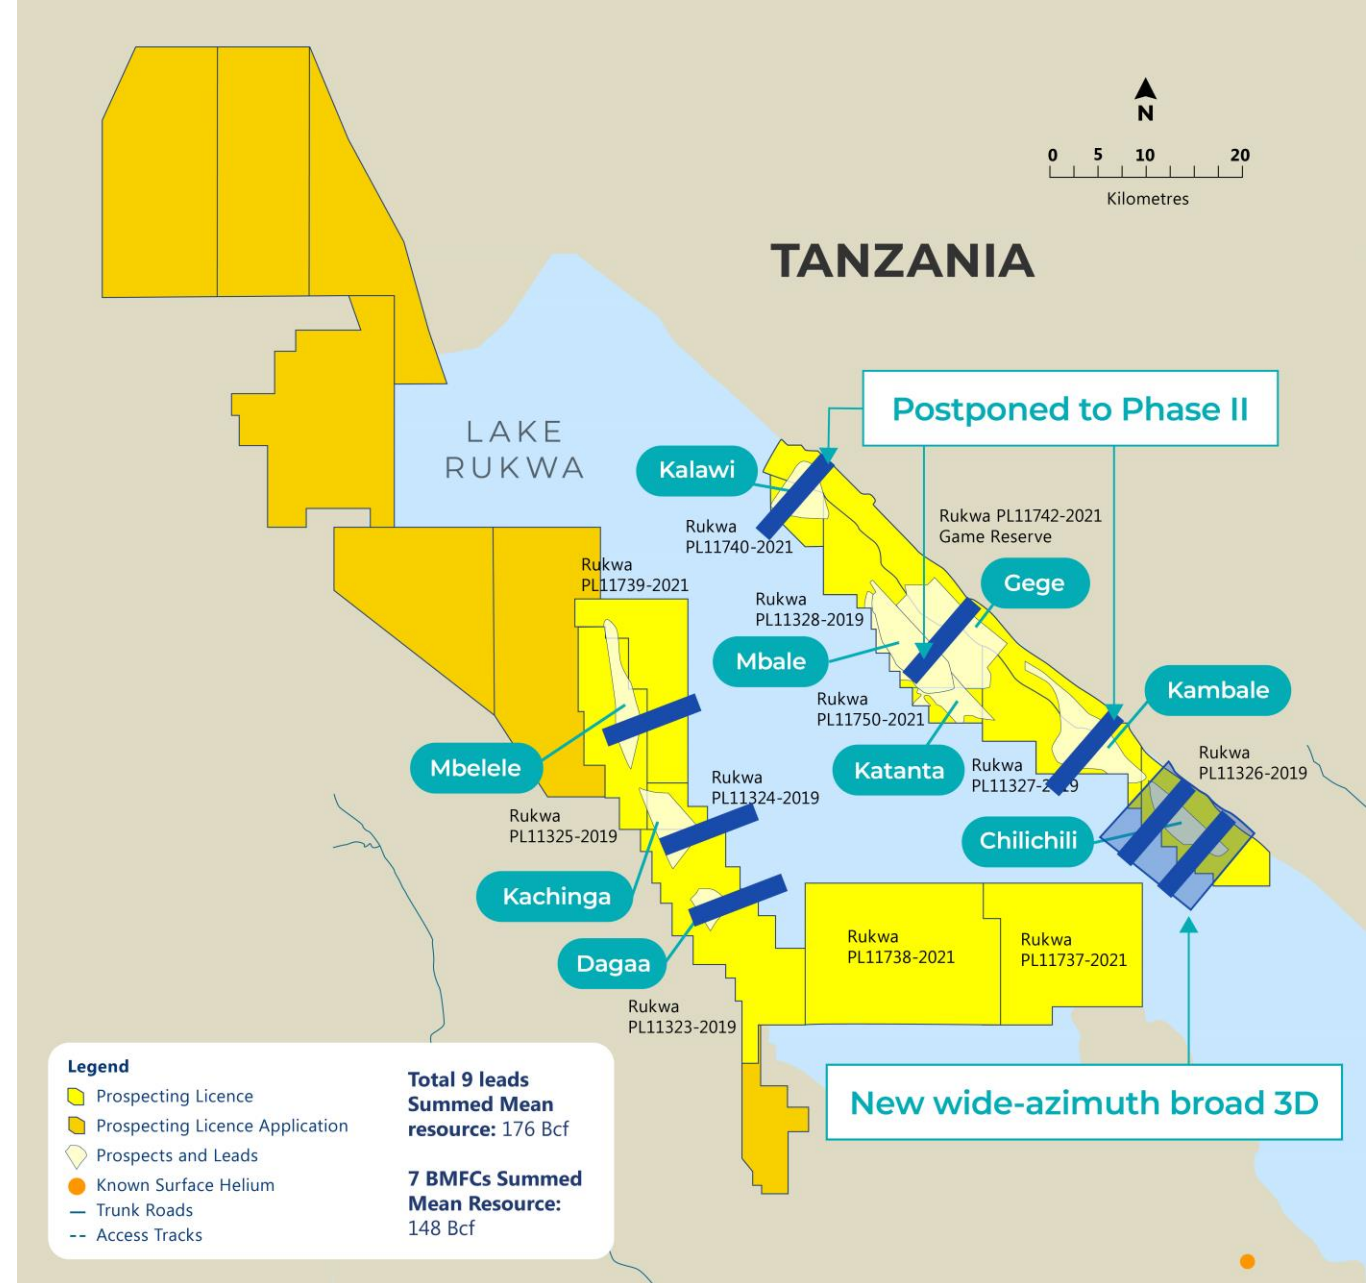 N
0 5 10 20
Kilometres
TANZANIA
LAKE
RUKWA
Postponed to Phase II
Kalawi
Rukwa
PL11740-2021
Rukwa PL11742-2021
Game Reserve
Gege
Rukwa
PL11739-2021
Rukwa
PL11328-2019
Mbale
Rukwa
PL11750-2021
Kambale
Katanta
Rukwa
PL11327-2019
Rukwa
PL11326-2019
Mbelele
Rukwa
PL11324-2019
Rukwa
PL11325-2019
Chilichili
Kachinga
Dagaa
Rukwa
PL11738-2021
Rukwa
PL11737-2021
Rukwa
PL11323-2019
New wide-azimuth broad 3D
Legend
Prospecting Licence
Prospecting Licence Application
Prospects and Leads
Known Surface Helium
Trunk Roads
Access Tracks
Total 9 leads
Summed Mean
resource: 176 Bcf
7 BMFCs Summed
Mean Resource:
148 Bcf